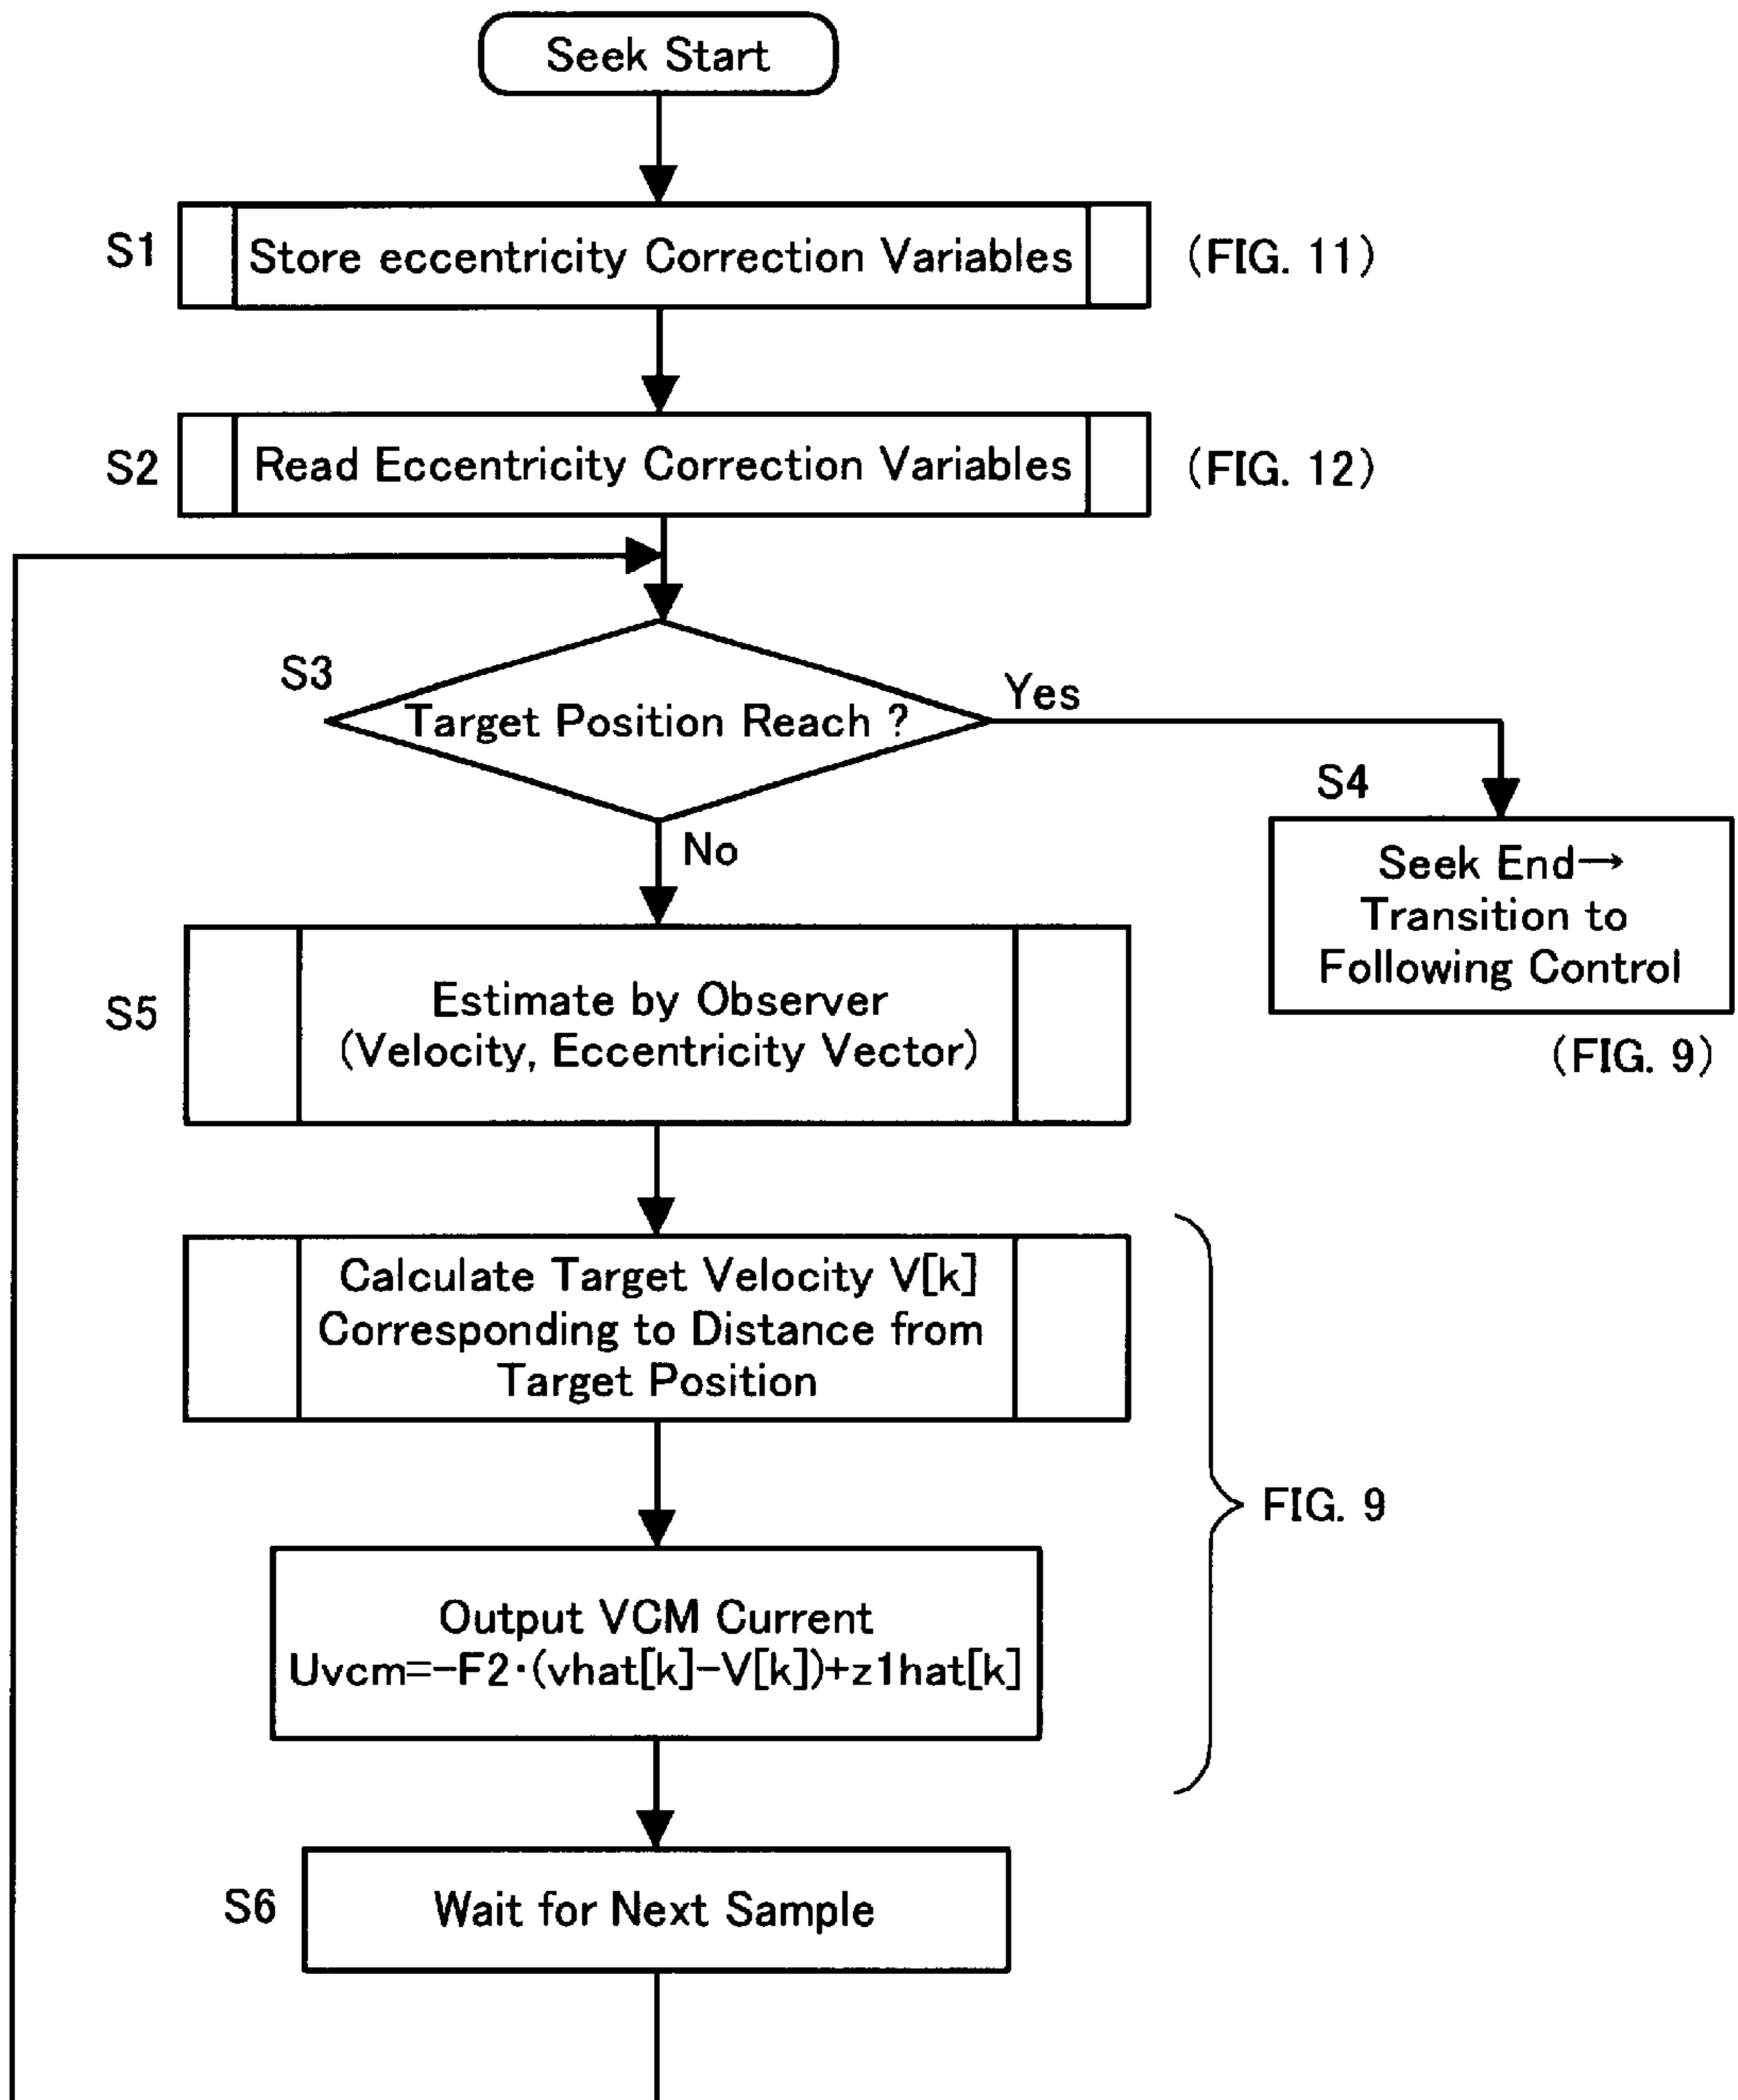 Seek Start
S1
Store eccentricity Correction Variables
(FIG. 11)
S2
Read Eccentricity Correction Variables
(FIG. 12)
S3
Target Position Reach ?
Yes
No
S4
Seek End→
Transition to
Following Control
(FIG. 9)
S5
Estimate by Observer
(Velocity, Eccentricity Vector)
Calculate Target Velocity V[k]
Corresponding to Distance from
Target Position
Output VCM Current
Uvcm=-F2·(vhat[k]-V[k])+z1hat[k]
FIG. 9
S6
Wait for Next Sample